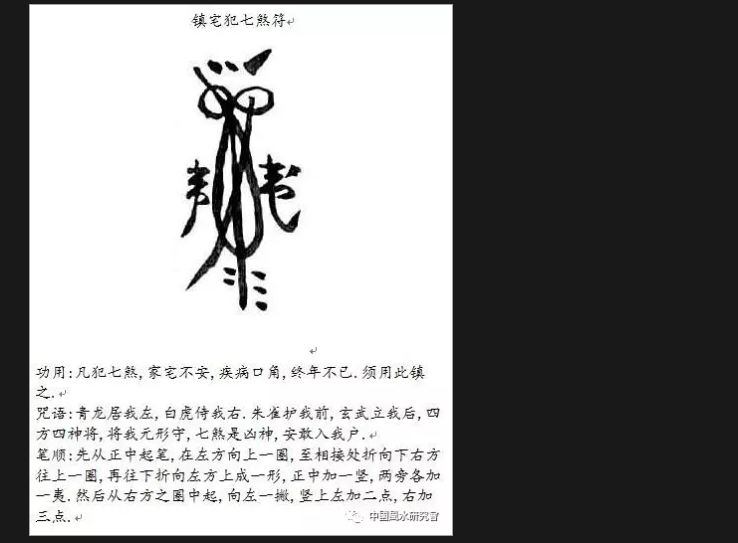 镇宅犯七煞符
功用:凡犯七煞,家宅不安,疾病口角,终年不已.须用此镇
之.
咒语:青龙居我左,白虎侍我右.朱雀护我前,玄武立我后,四
方四神将,将我元形守,七煞是凶神,安敢入我户.
笔顺:先从正中起笔,在左方向上一圈,至相接处折向下右方
往上一圈,再往下折向左方上成一形,正中加一竖,两旁各加
一夷.然后从右方之圈中起,向左一撇,竖上左加二点,右加
三点.
中國風水研究會